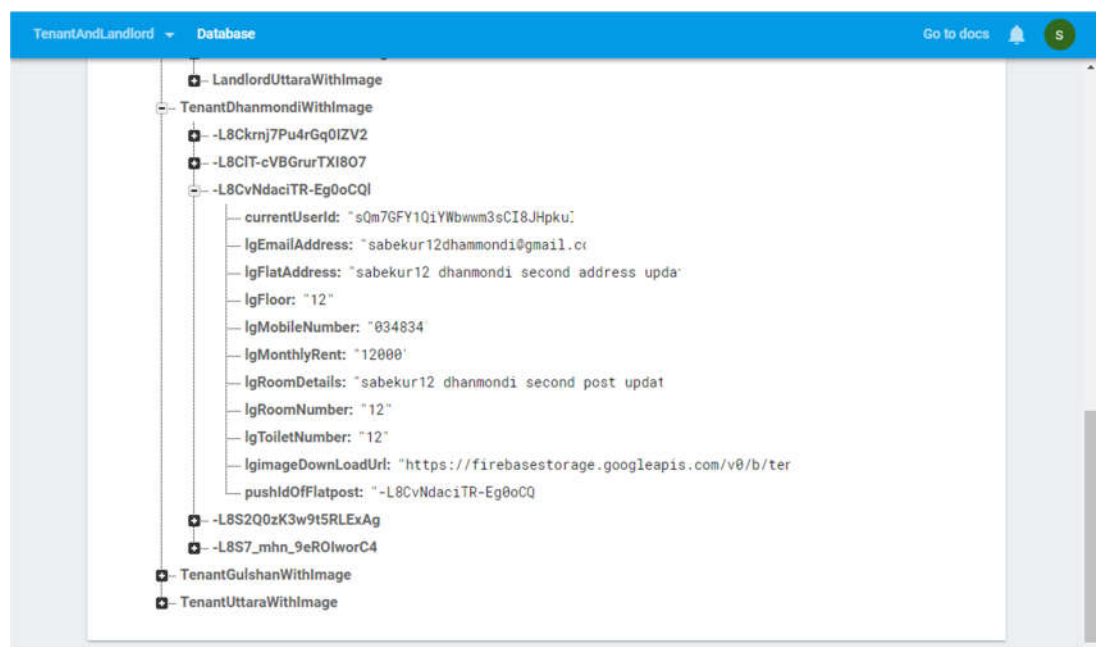 TenantAndLandlord Database Go to docs S
LandlordUttaraWithImage
TenantDhanmondiWithImage
-L8Ckrnj7Pu4rGq0IZV2
-L8ClT-cVBGrurTXI8O7
-L8CvNdaciTR-Eg0oCQl
currentUserId: "sQm7GFY1QiYWbwwm3sCI8JHpkuI
lgEmailAddress: "sabekur12dhammondi@gmail.cc
lgFlatAddress: "sabekur12 dhanmondi second address upda
lgFloor: "12"
lgMobileNumber: "034834
lgMonthlyRent: "12000
lgRoomDetails: "sabekur12 dhanmondi second post updat
lgRoomNumber: "12"
lgToiletNumber: "12"
lgimageDownLoadUrl: "https://firebasestorage.googleapis.com/v0/b/ter
pushIdOfFlatpost: "-L8CvNdaciTR-Eg0oCQ
-L8S2Q0zK3w9t5RLExAg
-L8S7_mhn_9eROIworC4
TenantGulshanWithImage
TenantUttaraWithImage